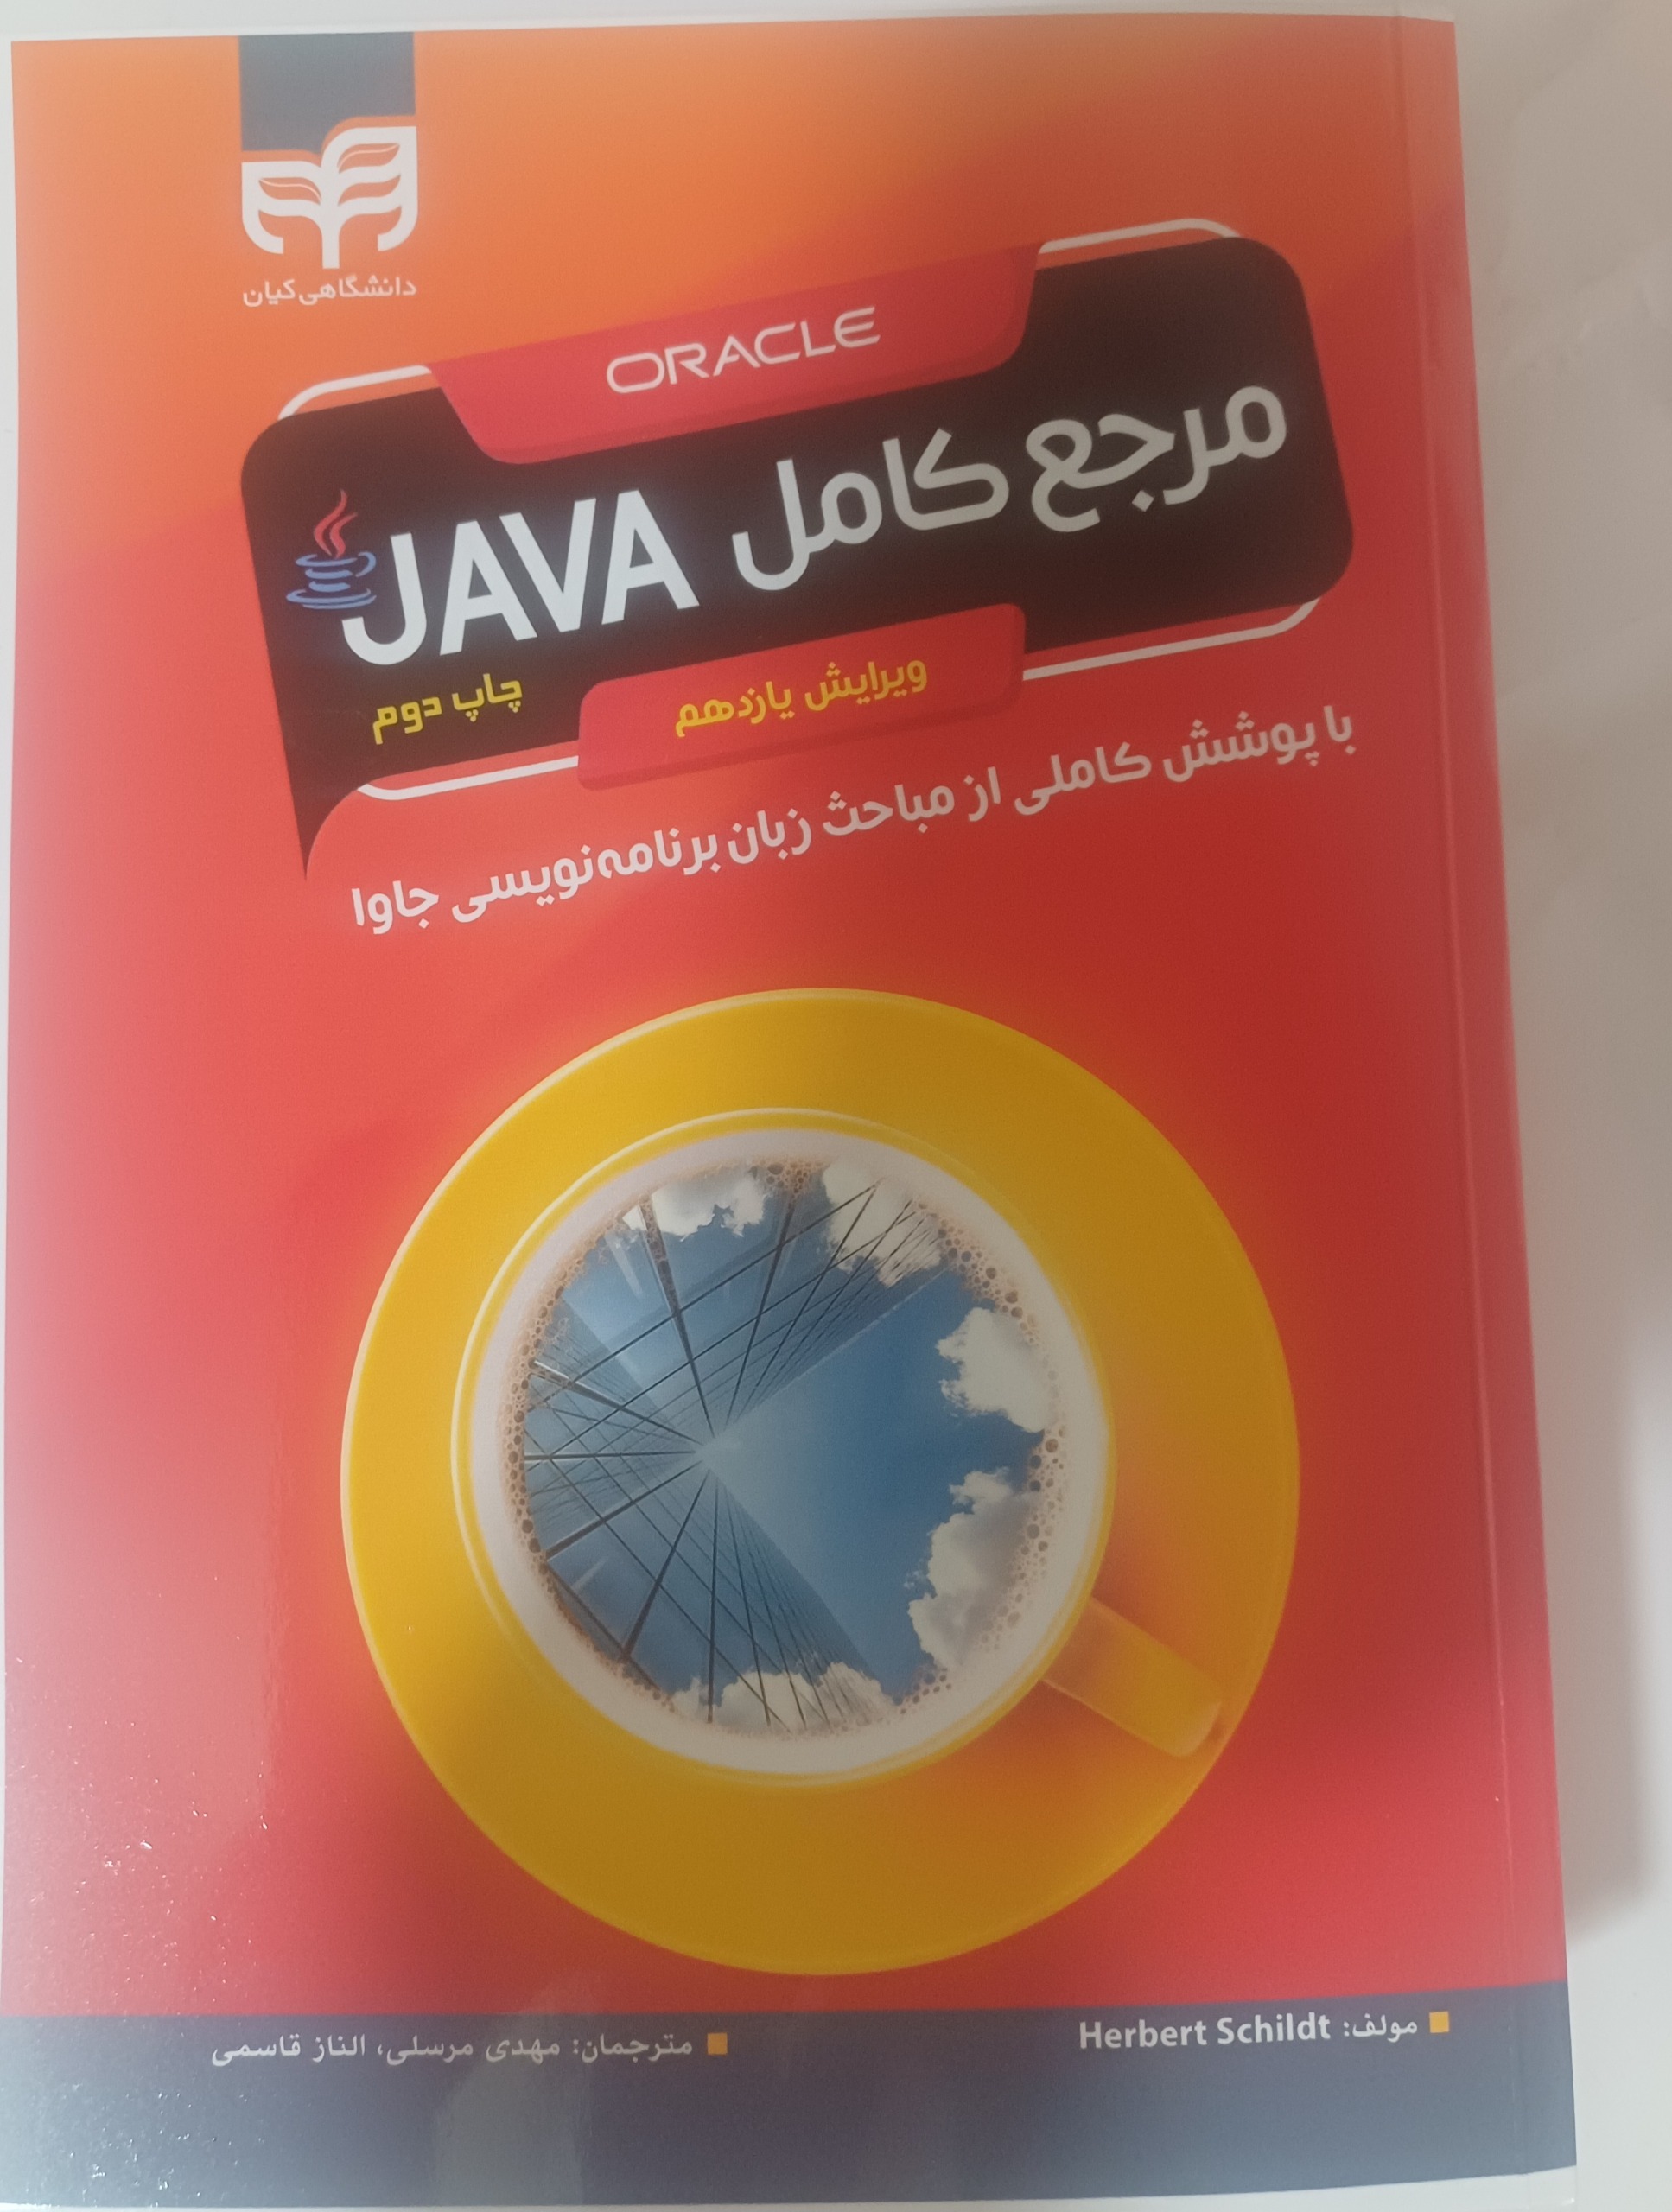 دانشگاهی کیان
ORACLE
مرجع کامل JAVA
ویرایش یازدهم
چاپ دوم
با پوشش کاملی از مباحث زبان برنامه‌نویسی جاوا
مولف: Herbert Schildt
مترجمان: مهدی مرسلی، الناز قاسمی